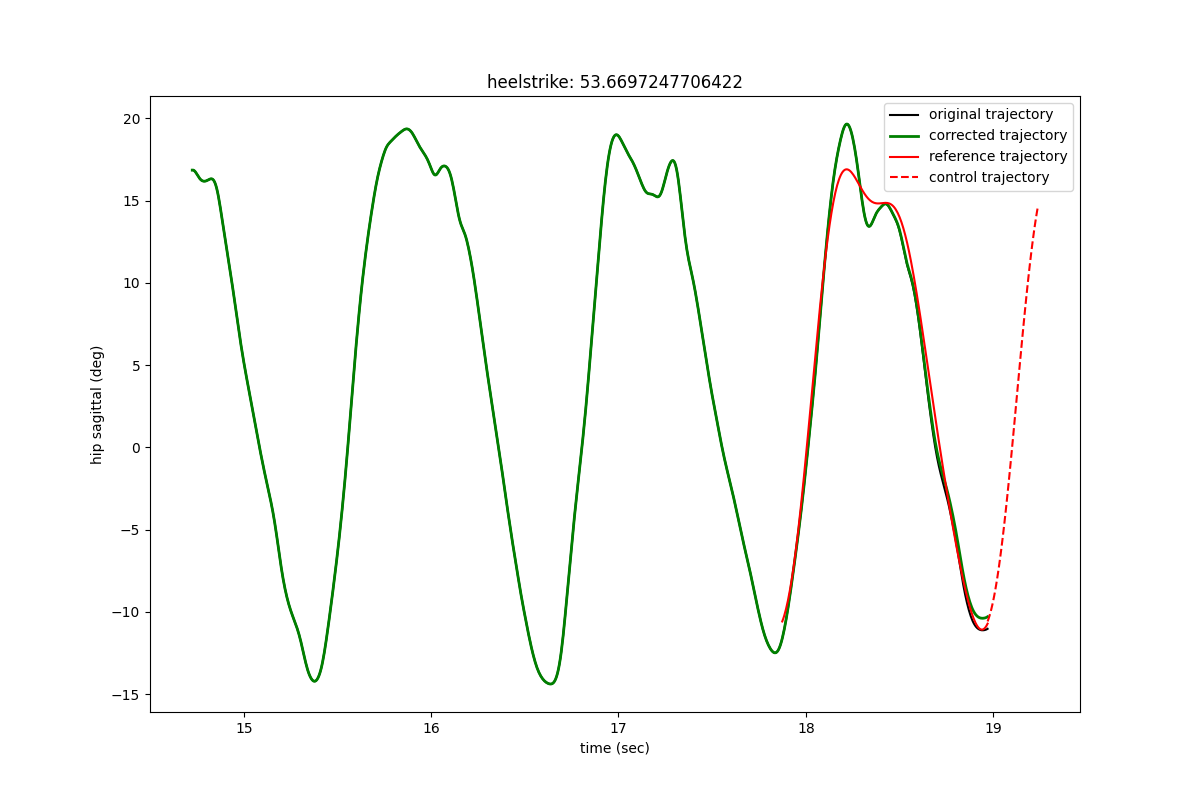 heelstrike: 53.6697247706422
original trajectory
corrected trajectory
reference trajectory
control trajectory
20
15
10
5
0
−5
−10
−15
hip sagittal (deg)
15
16
17
18
19
time (sec)